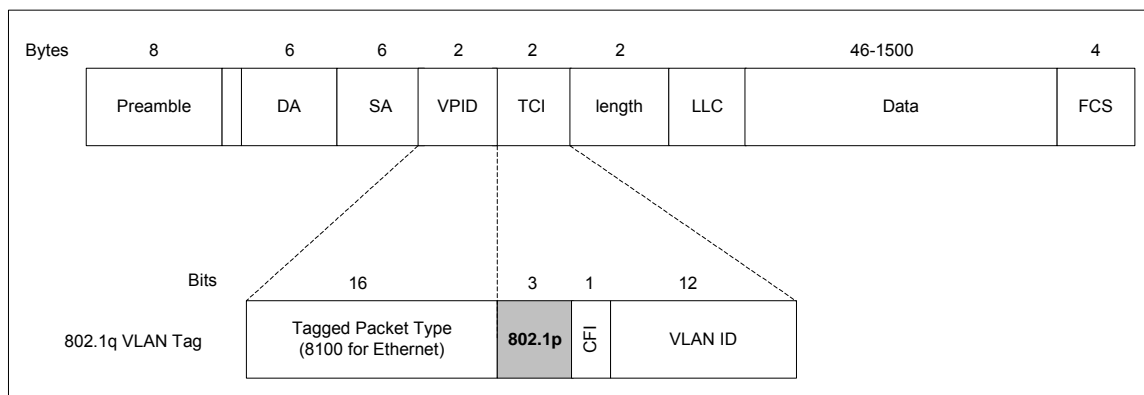 Bytes 8 6 6 2 2 2 46-1500 4
Preamble DA SA VPID TCI length LLC Data FCS
Bits 16 3 1 12
802.1q VLAN Tag
Tagged Packet Type
(8100 for Ethernet)
802.1p
CFI
VLAN ID